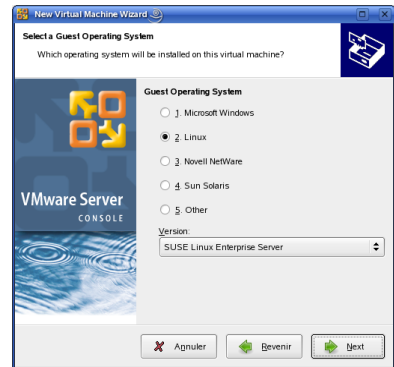 New Virtual Machine Wizard
Select a Guest Operating System
Which operating system will be installed on this virtual machine?
Guest Operating System
1. Microsoft Windows
2. Linux
3. Novell NetWare
4. Sun Solaris
5. Other
Version:
SUSE Linux Enterprise Server
VMware Server
CONSOLE
Annuler
Revenir
Next